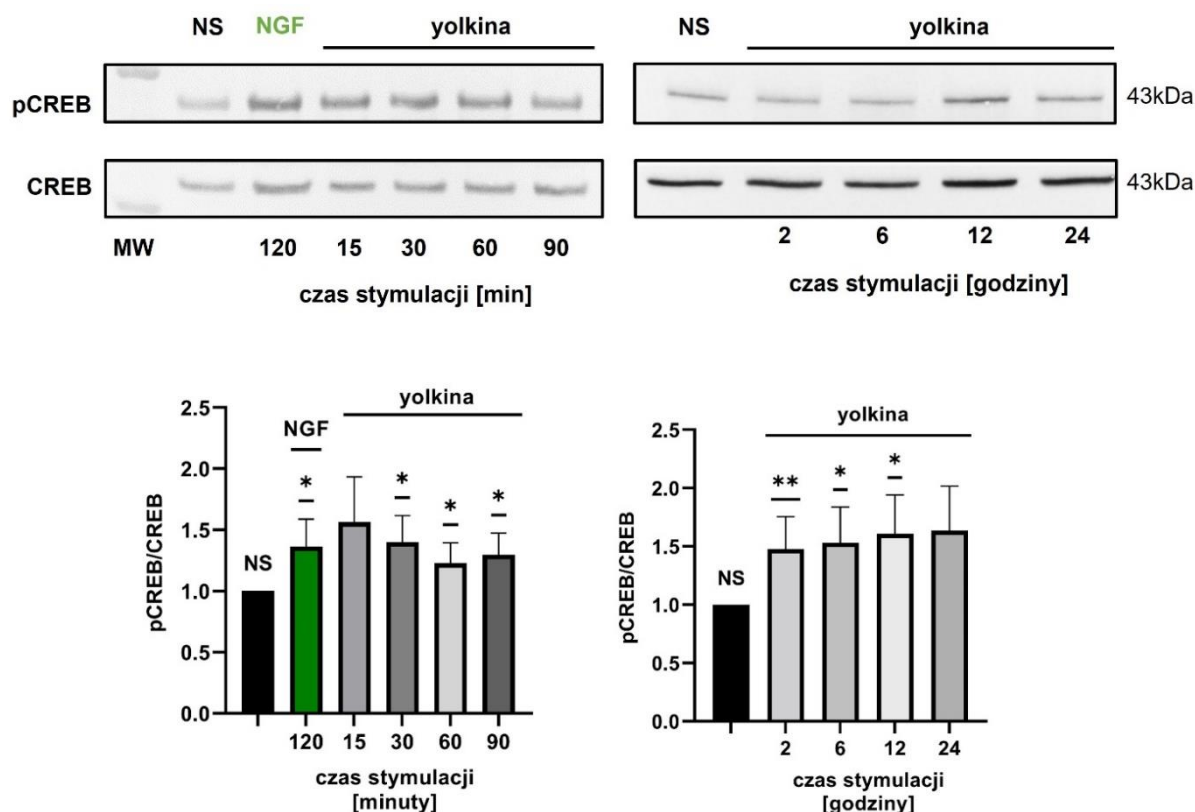 NS NGF yolkina NS yolkina
pCREB 43kDa
CREB 43kDa
MW 120 15 30 60 90 2 6 12 24
czas stymulacji [min] czas stymulacji [godziny]
yolkina
NGF
* * * *
NS
2.5
2.0
1.5
1.0
0.5
0.0
pCREB/CREB
120 15 30 60 90
czas stymulacji
[minuty]
yolkina
** * *
NS
2.5
2.0
1.5
1.0
0.5
0.0
pCREB/CREB
2 6 12 24
czas stymulacji
[godziny]